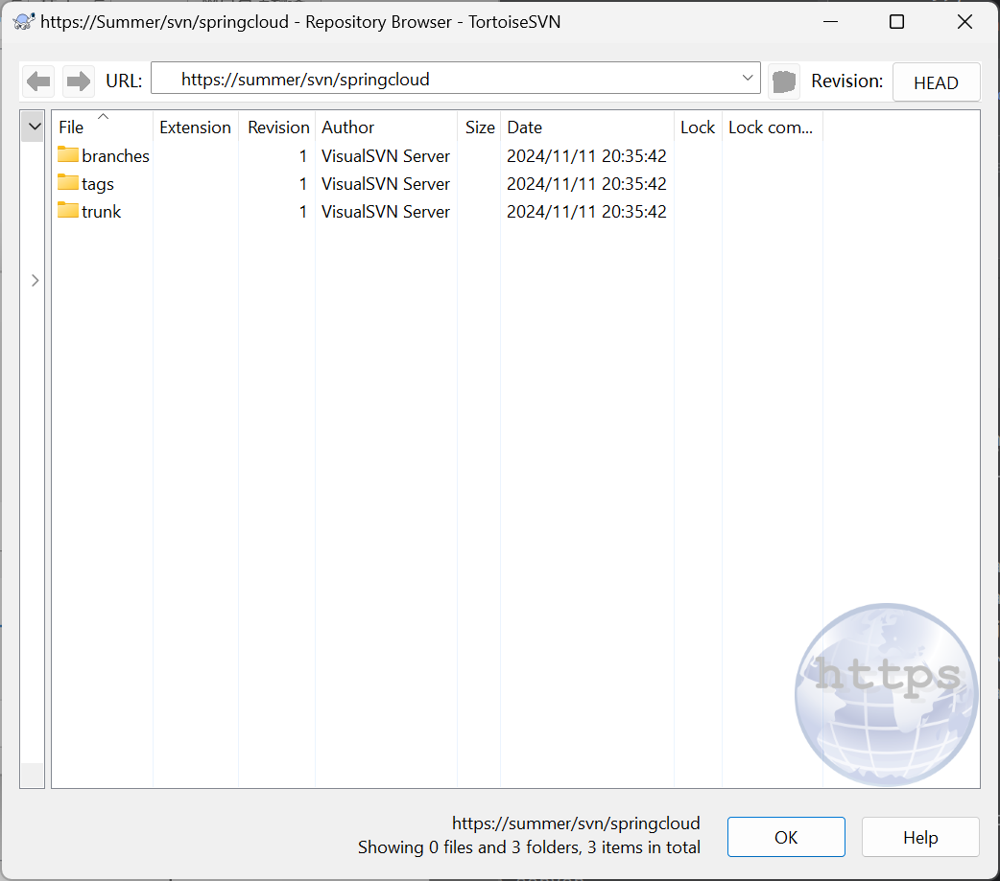 https://Summer/svn/springcloud - Repository Browser - TortoiseSVN
URL: https://summer/svn/springcloud Revision: HEAD
File Extension Revision Author Size Date Lock Lock com...
branches 1 VisualSVN Server 2024/11/11 20:35:42
tags 1 VisualSVN Server 2024/11/11 20:35:42
trunk 1 VisualSVN Server 2024/11/11 20:35:42
https
https://summer/svn/springcloud
Showing 0 files and 3 folders, 3 items in total
OK Help